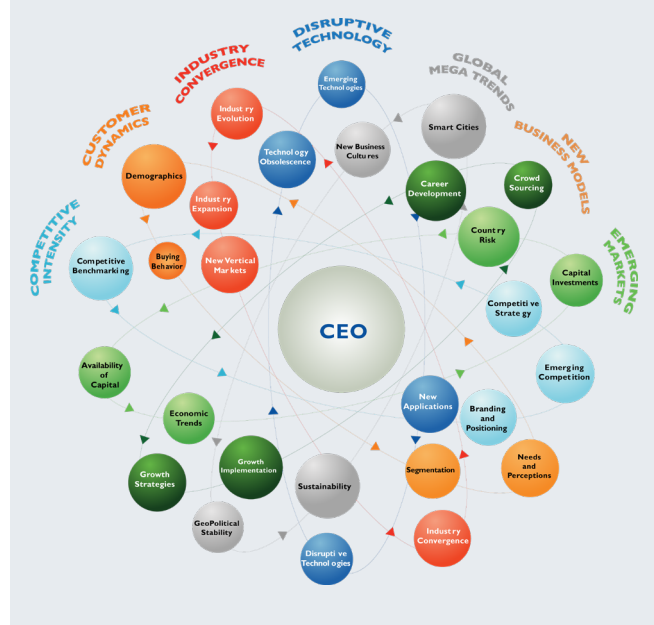 DISRUPTIVE
TECHNOLOGY
INDUSTRY
CONVERGENCE
GLOBAL
MEGA TRENDS
CUSTOMER
DYNAMICS
NEW
BUSINESS MODELS
COMPETITIVE
INTENSITY
EMERGING
MARKETS
Emerging
Technologies
Industry
Evolution
Smart Cities
Technology
Obsolescence
New Business
Cultures
Demographics
Career
Development
Crowd
Sourcing
Industry
Expansion
Country
Risk
Competitive
Benchmarking
Buying
Behavior
New Vertical
Markets
Capital
Investments
Competitive
Strategy
CEO
Availability
of
Capital
Emerging
Competition
Economic
Trends
New
Applications
Branding
and
Positioning
Growth
Strategies
Growth
Implementation
Sustainability
Segmentation
Needs
and
Perceptions
GeoPolitical
Stability
Industry
Convergence
Disruptive
Technologies